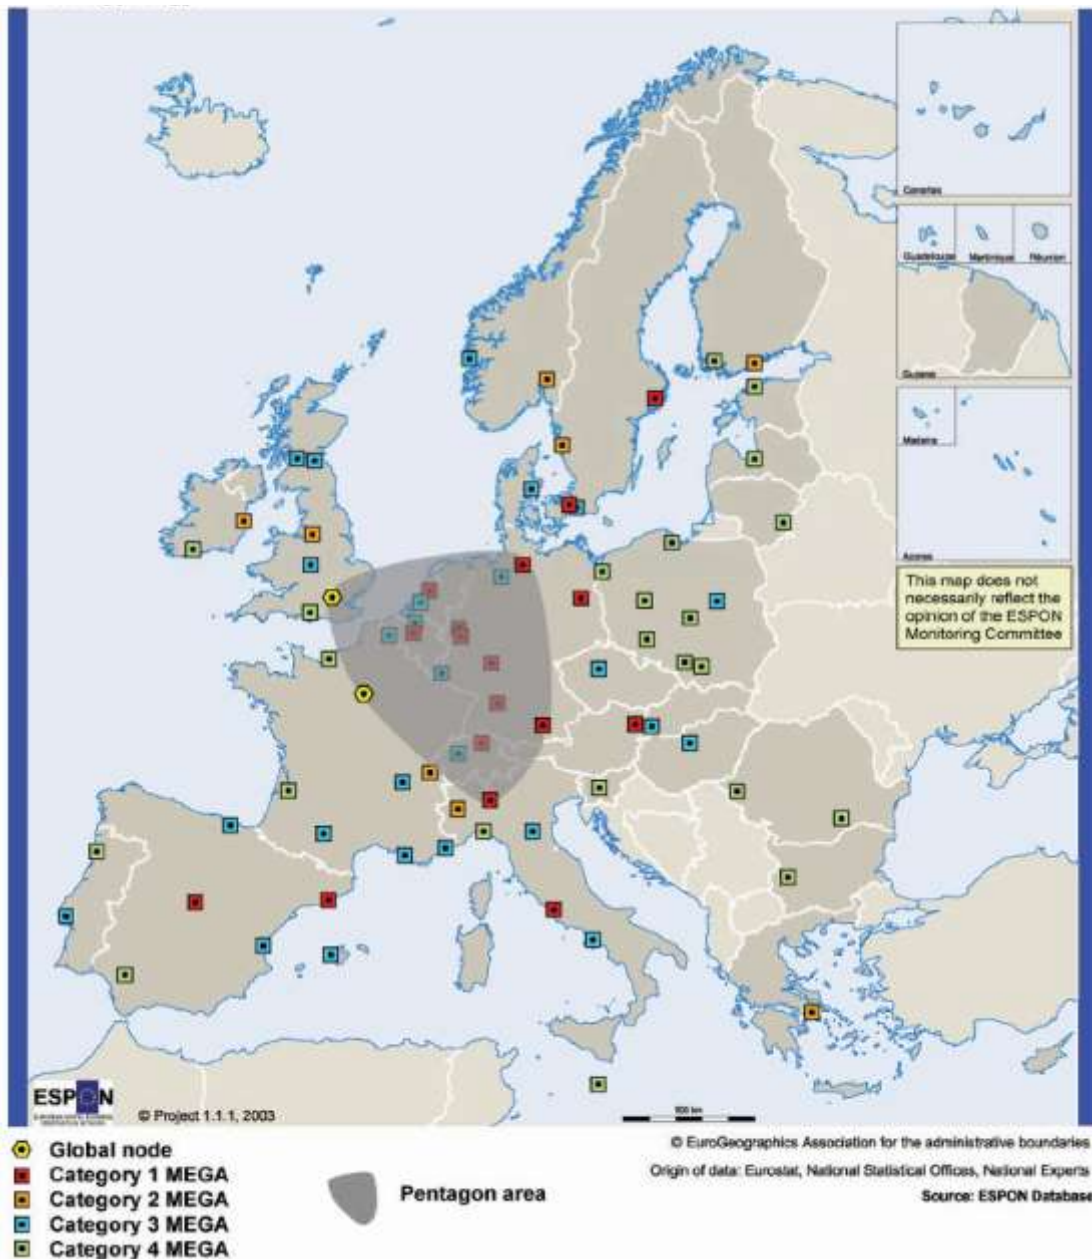 Canaries
Guadeloupe
Martinique
Réunion
Guyane
Madeira
Acores
This map does not
necessarily reflect the
opinion of the ESPON
Monitoring Committee
ESPON
© Project 1.1.1, 2003
500 km
Global node
Category 1 MEGA
Category 2 MEGA
Category 3 MEGA
Category 4 MEGA
Pentagon area
© EuroGeographics Association for the administrative boundaries
Origin of data: Eurostat, National Statistical Offices, National Experts
Source: ESPON Database